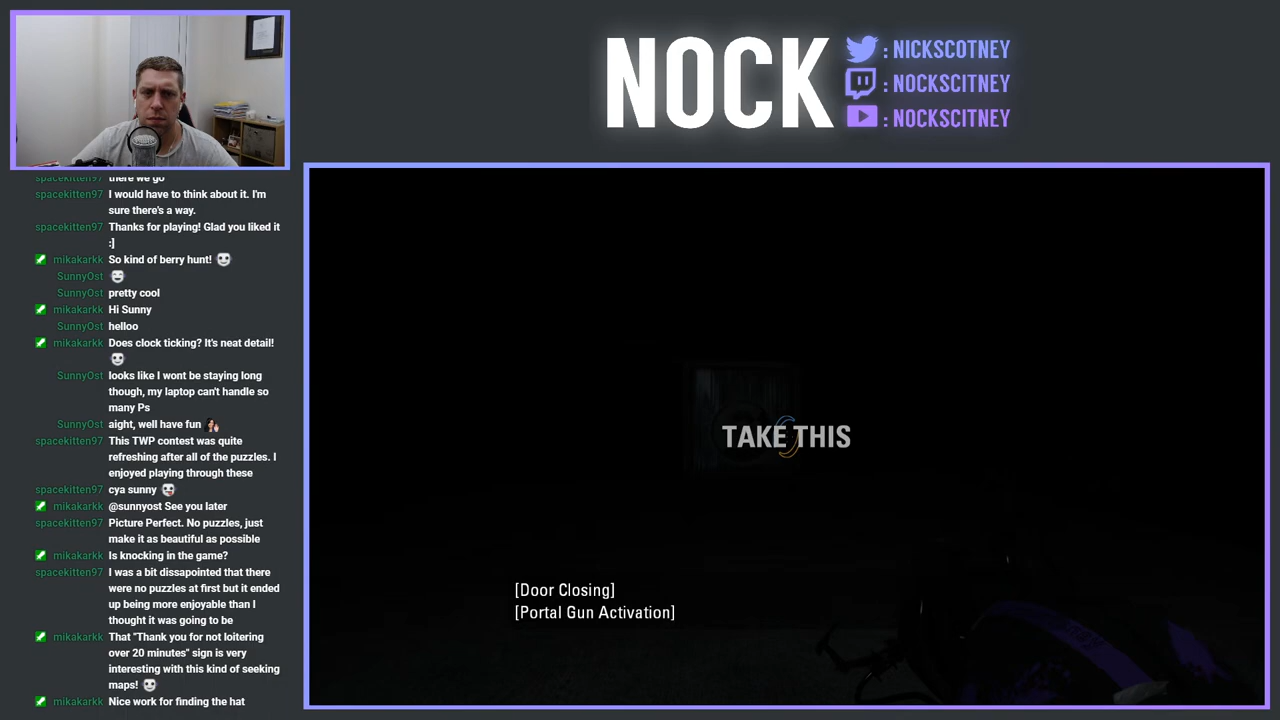 NOCK
: NICKSCOTNEY
: NOCKSCITNEY
: NOCKSCITNEY
spacekitten97 there we go
spacekitten97 I would have to think about it. I'm
sure there's a way.
spacekitten97 Thanks for playing! Glad you liked it
:]
mikakarkk So kind of berry hunt!
SunnyOst
SunnyOst pretty cool
mikakarkk Hi Sunny
SunnyOst helloo
mikakarkk Does clock ticking? It's neat detail!
SunnyOst looks like I wont be staying long
though, my laptop can't handle so
many Ps
SunnyOst aight, well have fun
spacekitten97 This TWP contest was quite
refreshing after all of the puzzles. I
enjoyed playing through these
spacekitten97 cya sunny
mikakarkk @sunnyost See you later
spacekitten97 Picture Perfect. No puzzles, just
make it as beautiful as possible
mikakarkk Is knocking in the game?
spacekitten97 I was a bit dissapointed that there
were no puzzles at first but it ended
up being more enjoyable than I
thought it was going to be
mikakarkk That "Thank you for not loitering
over 20 minutes" sign is very
interesting with this kind of seeking
maps!
mikakarkk Nice work for finding the hat
TAKE THIS
[Door Closing]
[Portal Gun Activation]